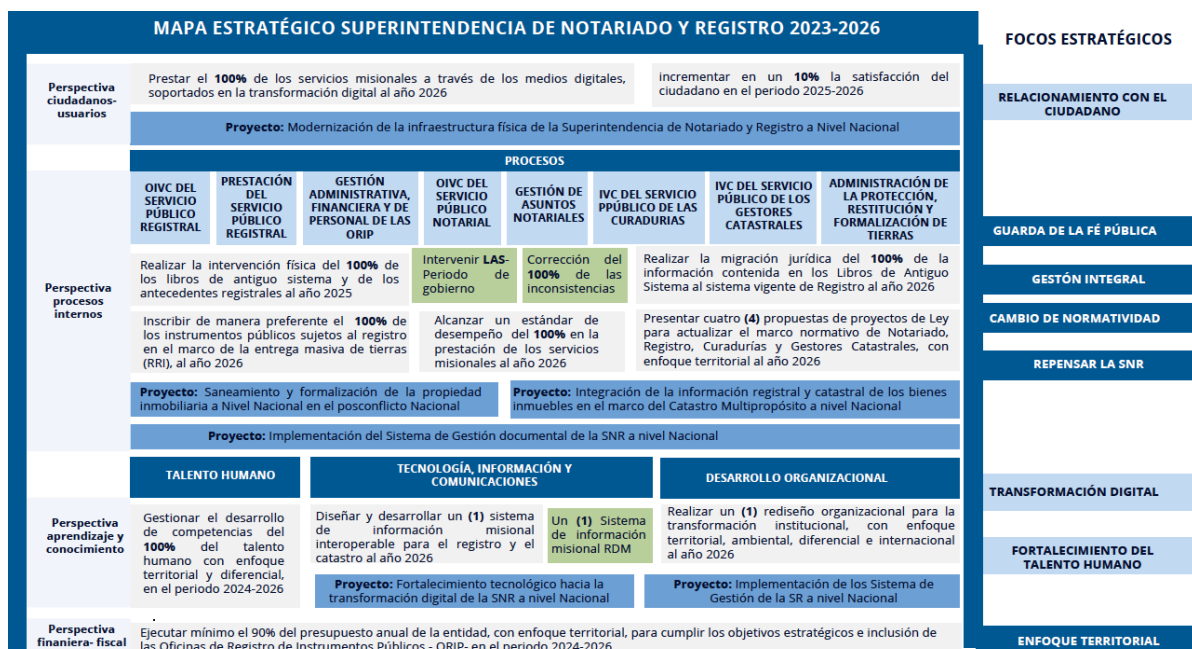 MAPA ESTRATÉGICO SUPERINTENDENCIA DE NOTARIADO Y REGISTRO 2023-2026
FOCOS ESTRATÉGICOS
Perspectiva
ciudadanos-
usuarios
Prestar el 100% de los servicios misionales a través de los medios digitales,
soportados en la transformación digital al año 2026
incrementar en un 10% la satisfacción del
ciudadano en el periodo 2025-2026
Proyecto: Modernización de la infraestructura física de la Superintendencia de Notariado y Registro a Nivel Nacional
RELACIONAMIENTO CON EL
CIUDADANO
PROCESOS
OIVC DEL
SERVICIO
PÚBLICO
REGISTRAL
PRESTACIÓN
DEL
SERVICIO
PÚBLICO
REGISTRAL
GESTIÓN
ADMINISTRATIVA,
FINANCIERA Y DE
PERSONAL DE LAS
ORIP
OIVC DEL
SERVICIO
PÚBLICO
NOTARIAL
GESTIÓN DE
ASUNTOS
NOTARIALES
IVC DEL SERVICIO
PPÚBLICO DE LAS
CURADURIAS
IVC DEL SERVICIO
PÚBLICO DE LOS
GESTORES
CATASTRALES
ADMINISTRACIÓN DE
LA PROTECCIÓN,
RESTITUCIÓN Y
FORMALIZACIÓN DE
TIERRAS
GUARDA DE LA FÉ PÚBLICA
Perspectiva
procesos
internos
Realizar la intervención física del 100% de
los libros de antiguo sistema y de los
antecedentes registrales al año 2025
Intervenir LAS-
Periodo de
gobierno
Corrección del
100% de las
inconsistencias
Realizar la migración jurídica del 100% de la
información contenida en los Libros de Antiguo
Sistema al sistema vigente de Registro al año 2026
GESTÓN INTEGRAL
Inscribir de manera preferente el 100% de
los instrumentos públicos sujetos al registro
en el marco de la entrega masiva de tierras
(RRI), al año 2026
Alcanzar un estándar de
desempeño del 100% en la
prestación de los servicios
misionales al año 2026
Presentar cuatro (4) propuestas de proyectos de Ley
para actualizar el marco normativo de Notariado,
Registro, Curadurías y Gestores Catastrales, con
enfoque territorial al año 2026
CAMBIO DE NORMATIVIDAD
REPENSAR LA SNR
Proyecto: Saneamiento y formalización de la propiedad
inmobiliaria a Nivel Nacional en el posconflicto Nacional
Proyecto: Integración de la información registral y catastral de los bienes
inmuebles en el marco del Catastro Multipropósito a nivel Nacional
Proyecto: Implementación del Sistema de Gestión documental de la SNR a nivel Nacional
TALENTO HUMANO
TECNOLOGÍA, INFORMACIÓN Y
COMUNICACIONES
DESARROLLO ORGANIZACIONAL
TRANSFORMACIÓN DIGITAL
Perspectiva
aprendizaje y
conocimiento
Gestionar el desarrollo
de competencias del
100% del talento
humano con enfoque
territorial y diferencial,
en el periodo 2024-2026
Diseñar y desarrollar un (1) sistema
de información misional
interoperable para el registro y el
catastro al año 2026
Un (1) Sistema
de información
misional RDM
Realizar un (1) rediseño organizacional para la
transformación institucional, con enfoque
territorial, ambiental, diferencial e internacional
al año 2026
FORTALECIMIENTO DEL
TALENTO HUMANO
Proyecto: Fortalecimiento tecnológico hacia la
transformación digital de la SNR a nivel Nacional
Proyecto: Implementación de los Sistema de
Gestión de la SR a nivel Nacional
Perspectiva
finaniera- fiscal
Ejecutar mínimo el 90% del presupuesto anual de la entidad, con enfoque territorial, para cumplir los objetivos estratégicos e inclusión de
las Oficinas de Registro de Instrumentos Públicos - ORIP- en el periodo 2024-2026
ENFOQUE TERRITORIAL